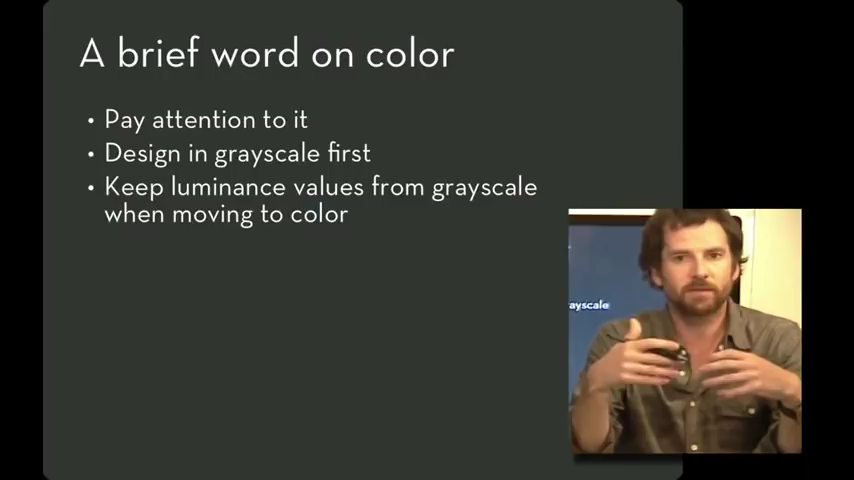 A brief word on color
• Pay attention to it
• Design in grayscale first
• Keep luminance values from grayscale
when moving to color
ayscale